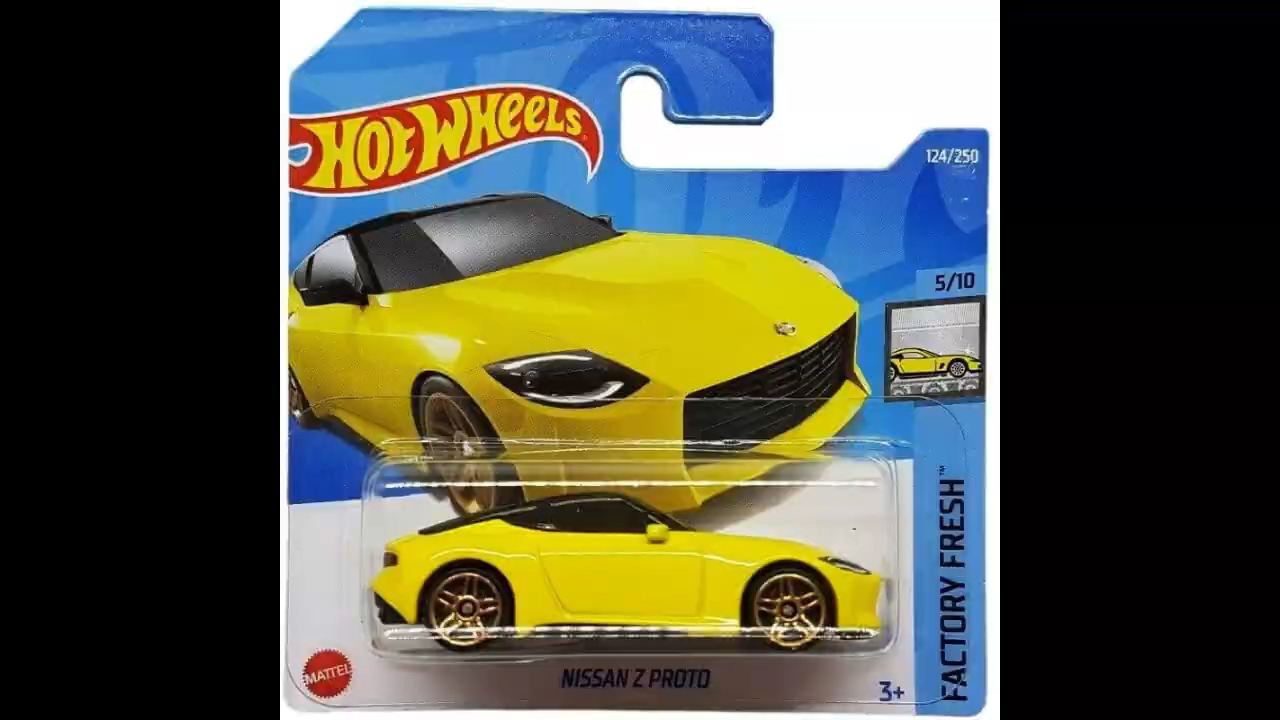 HOT WHEELS
124/250
5/10
FACTORY FRESH™
MATTEL
NISSAN Z PROTO
3+